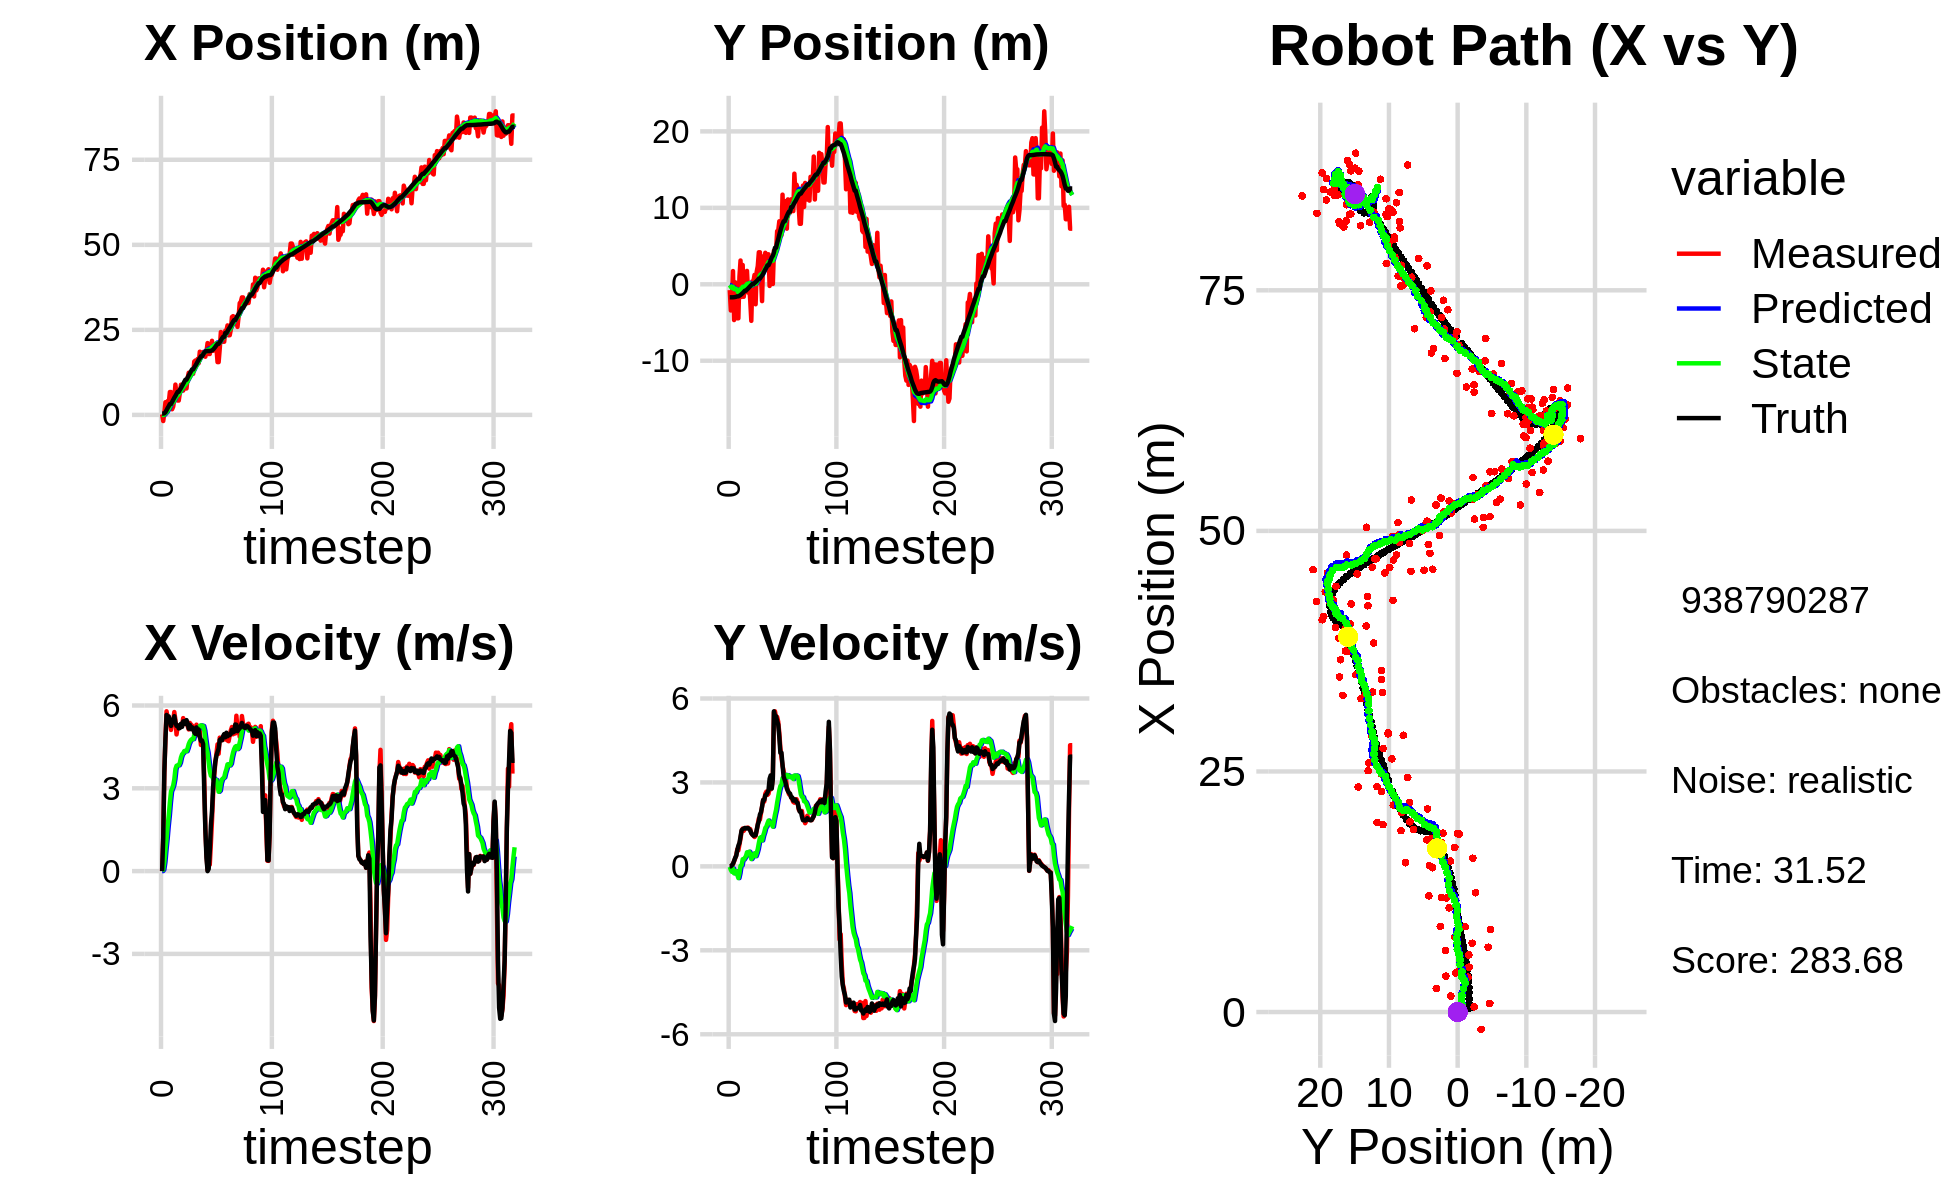 X Position (m)
75
50
25
0
0
100
200
300
timestep
Y Position (m)
20
10
0
-10
0
100
200
300
timestep
X Velocity (m/s)
6
3
0
-3
0
100
200
300
timestep
Y Velocity (m/s)
6
3
0
-3
-6
0
100
200
300
timestep
Robot Path (X vs Y)
X Position (m)
75
50
25
0
20 10 0 -10 -20
Y Position (m)
variable
Measured
Predicted
State
Truth
938790287
Obstacles: none
Noise: realistic
Time: 31.52
Score: 283.68